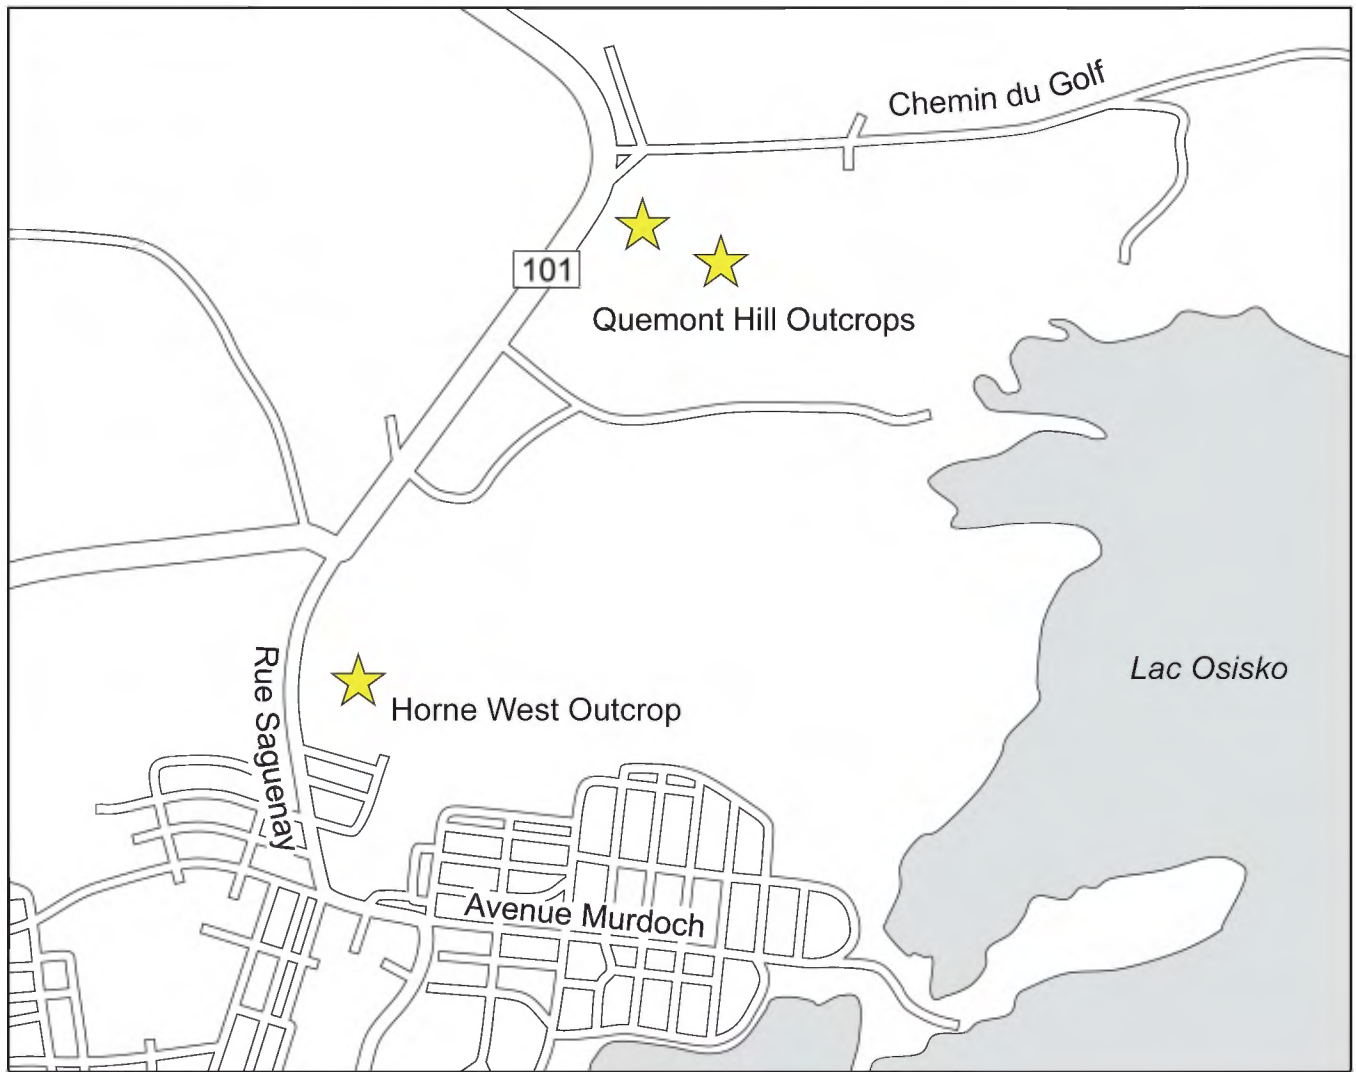 Chemin du Golf
101
Quemont Hill Outcrops
Lac Osisko
Rue Saguenay
Horne West Outcrop
Avenue Murdoch